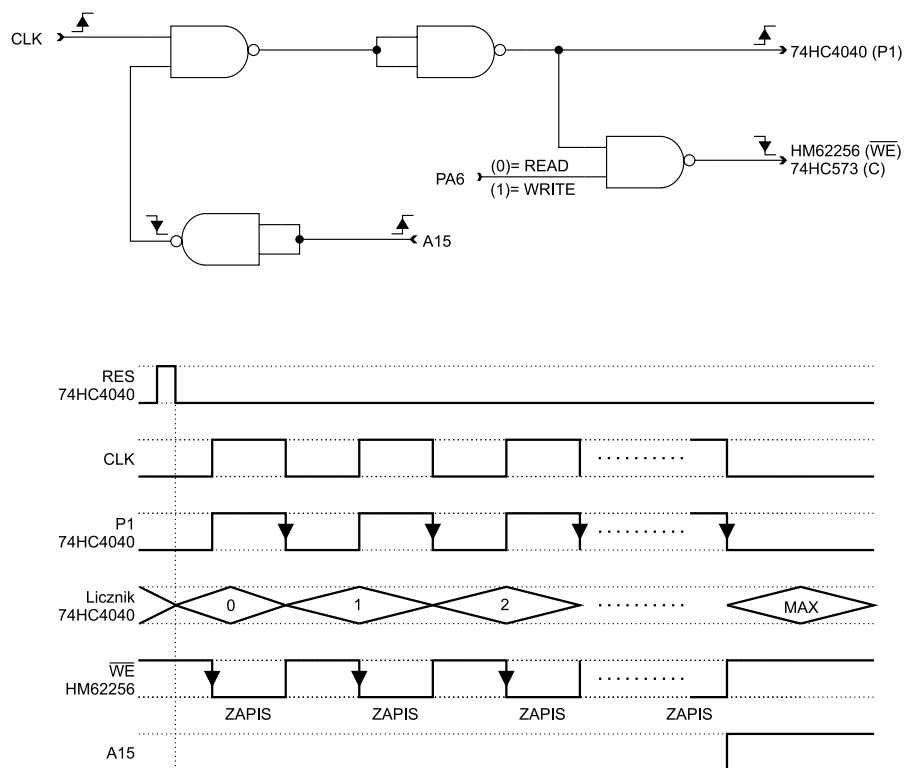 CLK
74HC4040 (P1)
HM62256 (WE)
74HC573 (C)
PA6
(0)= READ
(1)= WRITE
A15
RES
74HC4040
CLK
P1
74HC4040
Licznik
74HC4040
0
1
2
MAX
WE
HM62256
ZAPIS
ZAPIS
ZAPIS
ZAPIS
A15